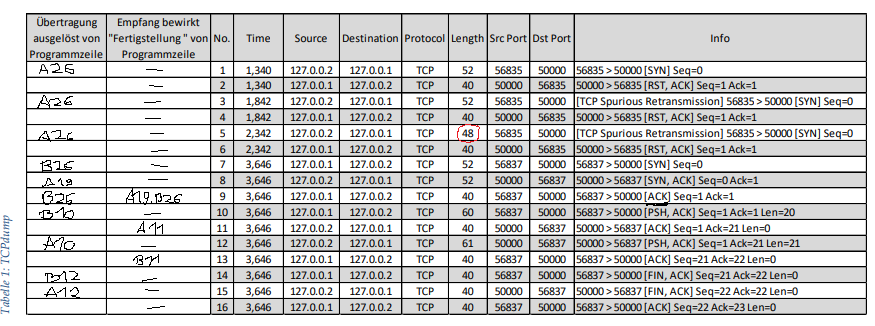 Übertragung ausgelöst von Programmzeile | Empfang bewirkt "Fertigstellung " von Programmzeile | No. | Time | Source | Destination | Protocol | Length | Src Port | Dst Port | Info
A26 | — | 1 | 1,340 | 127.0.0.2 | 127.0.0.1 | TCP | 52 | 56835 | 50000 | 56835 > 50000 [SYN] Seq=0
— | 2 | 1,340 | 127.0.0.1 | 127.0.0.2 | TCP | 40 | 50000 | 56835 | 50000 > 56835 [RST, ACK] Seq=1 Ack=1
A26 | — | 3 | 1,842 | 127.0.0.2 | 127.0.0.1 | TCP | 52 | 56835 | 50000 | [TCP Spurious Retransmission] 56835 > 50000 [SYN] Seq=0
— | 4 | 1,842 | 127.0.0.1 | 127.0.0.2 | TCP | 40 | 50000 | 56835 | 50000 > 56835 [RST, ACK] Seq=1 Ack=1
A26 | — | 5 | 2,342 | 127.0.0.2 | 127.0.0.1 | TCP | 48 | 56835 | 50000 | [TCP Spurious Retransmission] 56835 > 50000 [SYN] Seq=0
— | 6 | 2,342 | 127.0.0.1 | 127.0.0.2 | TCP | 40 | 50000 | 56835 | 50000 > 56835 [RST, ACK] Seq=1 Ack=1
B26 | — | 7 | 3,646 | 127.0.0.1 | 127.0.0.2 | TCP | 52 | 56837 | 50000 | 56837 > 50000 [SYN] Seq=0
A19 | — | 8 | 3,646 | 127.0.0.2 | 127.0.0.1 | TCP | 52 | 50000 | 56837 | 50000 > 56837 [SYN, ACK] Seq=0 Ack=1
B26 | A19,B26 | 9 | 3,646 | 127.0.0.1 | 127.0.0.2 | TCP | 40 | 56837 | 50000 | 56837 > 50000 [ACK] Seq=1 Ack=1
B10 | — | 10 | 3,646 | 127.0.0.1 | 127.0.0.2 | TCP | 60 | 56837 | 50000 | 56837 > 50000 [PSH, ACK] Seq=1 Ack=1 Len=20
A11 | 11 | 3,646 | 127.0.0.2 | 127.0.0.1 | TCP | 40 | 50000 | 56837 | 50000 > 56837 [ACK] Seq=1 Ack=21 Len=0
A10 | — | 12 | 3,646 | 127.0.0.2 | 127.0.0.1 | TCP | 61 | 50000 | 56837 | 50000 > 56837 [PSH, ACK] Seq=1 Ack=21 Len=21
B11 | 13 | 3,646 | 127.0.0.1 | 127.0.0.2 | TCP | 40 | 56837 | 50000 | 56837 > 50000 [ACK] Seq=21 Ack=22 Len=0
B12 | — | 14 | 3,646 | 127.0.0.1 | 127.0.0.2 | TCP | 40 | 56837 | 50000 | 56837 > 50000 [FIN, ACK] Seq=21 Ack=22 Len=0
A12 | — | 15 | 3,646 | 127.0.0.2 | 127.0.0.1 | TCP | 40 | 50000 | 56837 | 50000 > 56837 [FIN, ACK] Seq=22 Ack=22 Len=0
— | 16 | 3,646 | 127.0.0.1 | 127.0.0.2 | TCP | 40 | 56837 | 50000 | 56837 > 50000 [ACK] Seq=22 Ack=23 Len=0
Tabelle 1: TCPdump